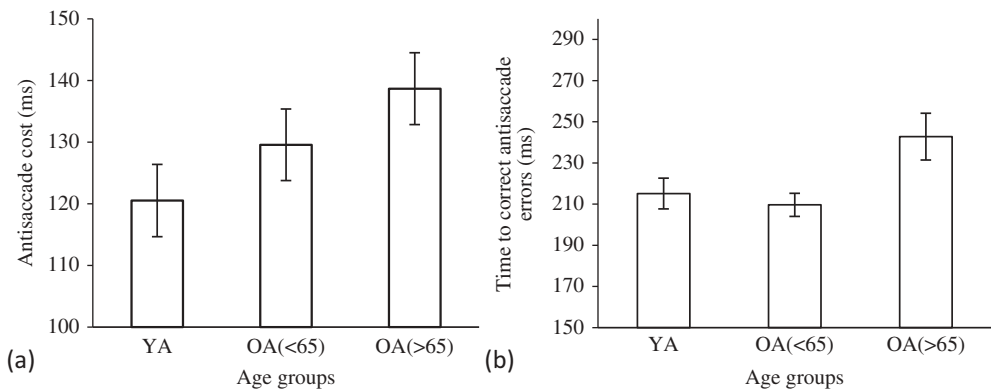 150
140
130
120
110
100
Antisaccade cost (ms)
YA
OA(<65)
OA(>65)
Age groups
(a)
290
270
250
230
210
190
170
150
Time to correct antisaccade
errors (ms)
YA
OA(<65)
OA(>65)
Age groups
(b)